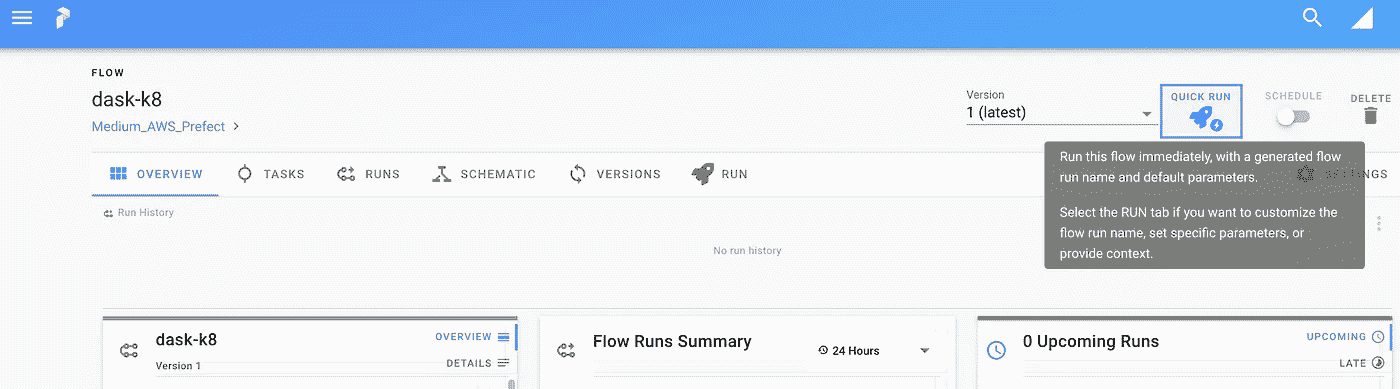 FLOW
dask-k8
Medium_AWS_Prefect
Version
1 (latest)
QUICK RUN
SCHEDULE
DELETE
Run this flow immediately, with a generated flow
run name and default parameters.
Select the RUN tab if you want to customize the
flow run name, set specific parameters, or
provide context.
OVERVIEW
TASKS
RUNS
SCHEMATIC
VERSIONS
RUN
SETTINGS
Run History
No run history
dask-k8
Version 1
OVERVIEW
DETAILS
Flow Runs Summary
24 Hours
0 Upcoming Runs
UPCOMING
LATE